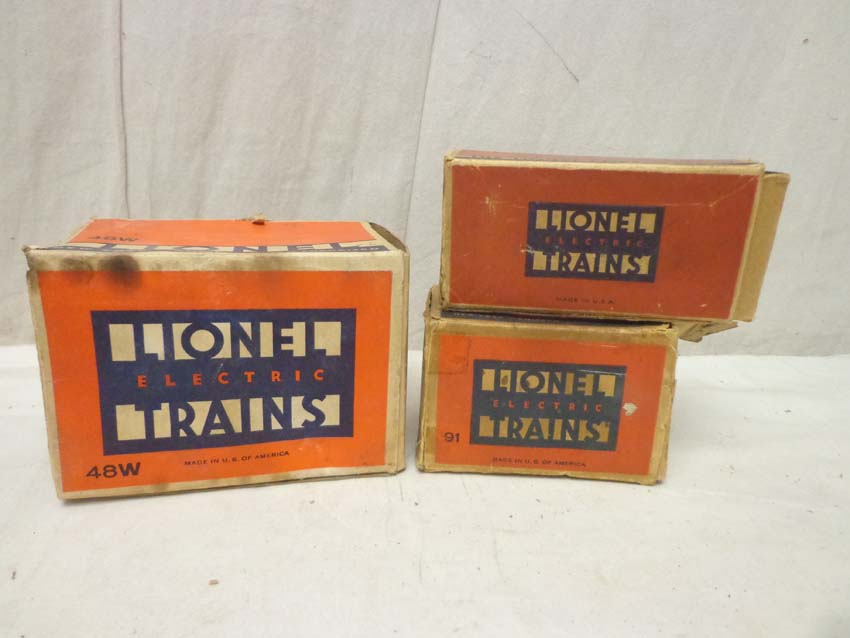 48W
LIONEL
LIONEL
ELECTRIC
TRAINS
48W
MADE IN U. S. OF AMERICA
LIONEL
ELECTRIC
TRAINS
MADE IN U.S.A.
LIONEL
ELECTRIC
TRAINS
91
MADE IN U. S. OF AMERICA